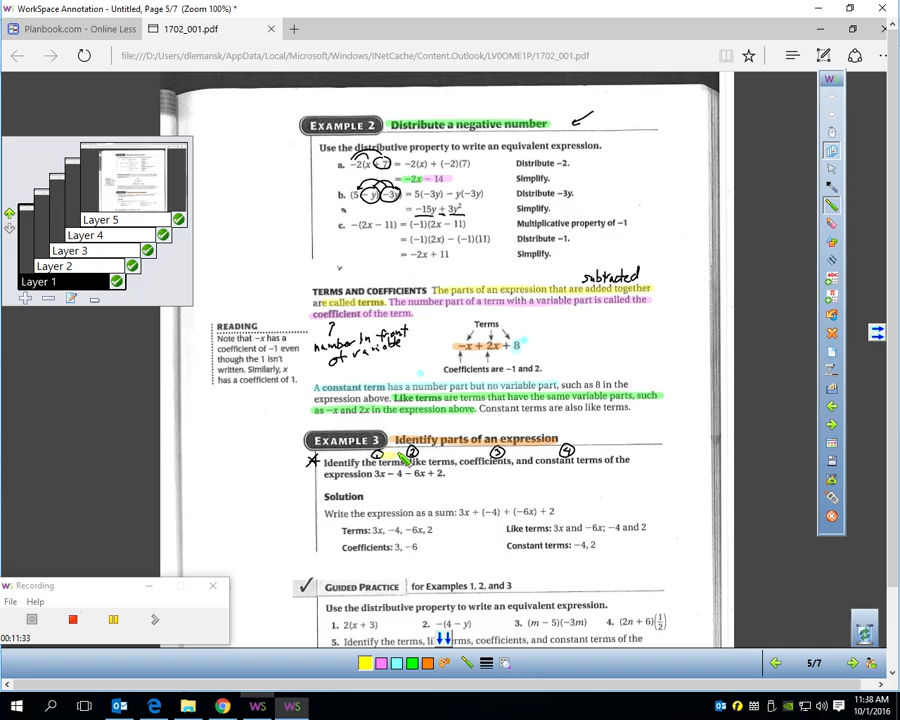 WorkSpace Annotation - Untitled, Page 5/7 (Zoom 100%) *
Planbook.com - Online Less
1702_001.pdf
file:///D:/Users/dlemansk/AppData/Local/Microsoft/Windows/INetCache/Content.Outlook/LV0OME1P/1702_001.pdf
EXAMPLE 2 Distribute a negative number
Use the distributive property to write an equivalent expression.
a. −2(x + 7) = −2(x) + (−2)(7) Distribute −2.
= −2x − 14 Simplify.
b. (5 − y)(−3y) = 5(−3y) − y(−3y) Distribute −3y.
= −15y + 3y² Simplify.
c. −(2x − 11) = (−1)(2x − 11) Multiplicative property of −1
= (−1)(2x) − (−1)(11) Distribute −1.
= −2x + 11 Simplify.
Layer 5
Layer 4
Layer 3
Layer 2
Layer 1
subtracted
TERMS AND COEFFICIENTS The parts of an expression that are added together
are called terms. The number part of a term with a variable part is called the
coefficient of the term.
number in front
of variable
READING
Note that −x has a
coefficient of −1 even
though the 1 isn't
written. Similarly, x
has a coefficient of 1.
Terms
−x + 2x + 8
Coefficients are −1 and 2.
A constant term has a number part but no variable part, such as 8 in the
expression above. Like terms are terms that have the same variable parts, such
as −x and 2x in the expression above. Constant terms are also like terms.
EXAMPLE 3 Identify parts of an expression
1 2 3 4
Identify the terms, like terms, coefficients, and constant terms of the
expression 3x − 4 − 6x + 2.
Solution
Write the expression as a sum: 3x + (−4) + (−6x) + 2
Terms: 3x, −4, −6x, 2 Like terms: 3x and −6x; −4 and 2
Coefficients: 3, −6 Constant terms: −4, 2
GUIDED PRACTICE for Examples 1, 2, and 3
Use the distributive property to write an equivalent expression.
1. 2(x + 3) 2. −(4 − y) 3. (m − 5)(−3m) 4. (2n + 6)(1/2)
5. Identify the terms, li rms, coefficients, and constant terms of the
Recording
File Help
00:11:33
5/7
11:38 AM
10/1/2016